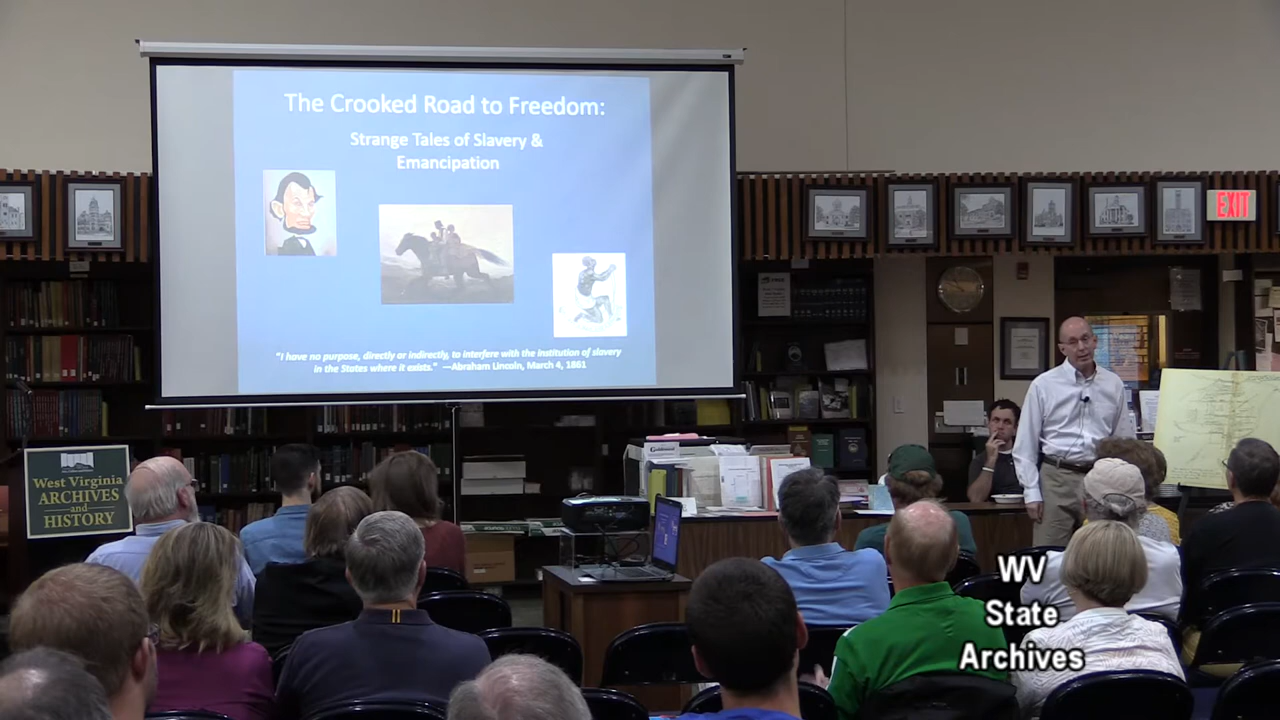 The Crooked Road to Freedom:
Strange Tales of Slavery &
Emancipation
"I have no purpose, directly or indirectly, to interfere with the institution of slavery
in the States where it exists." —Abraham Lincoln, March 4, 1861
EXIT
West Virginia
ARCHIVES
and
HISTORY
WV
State
Archives